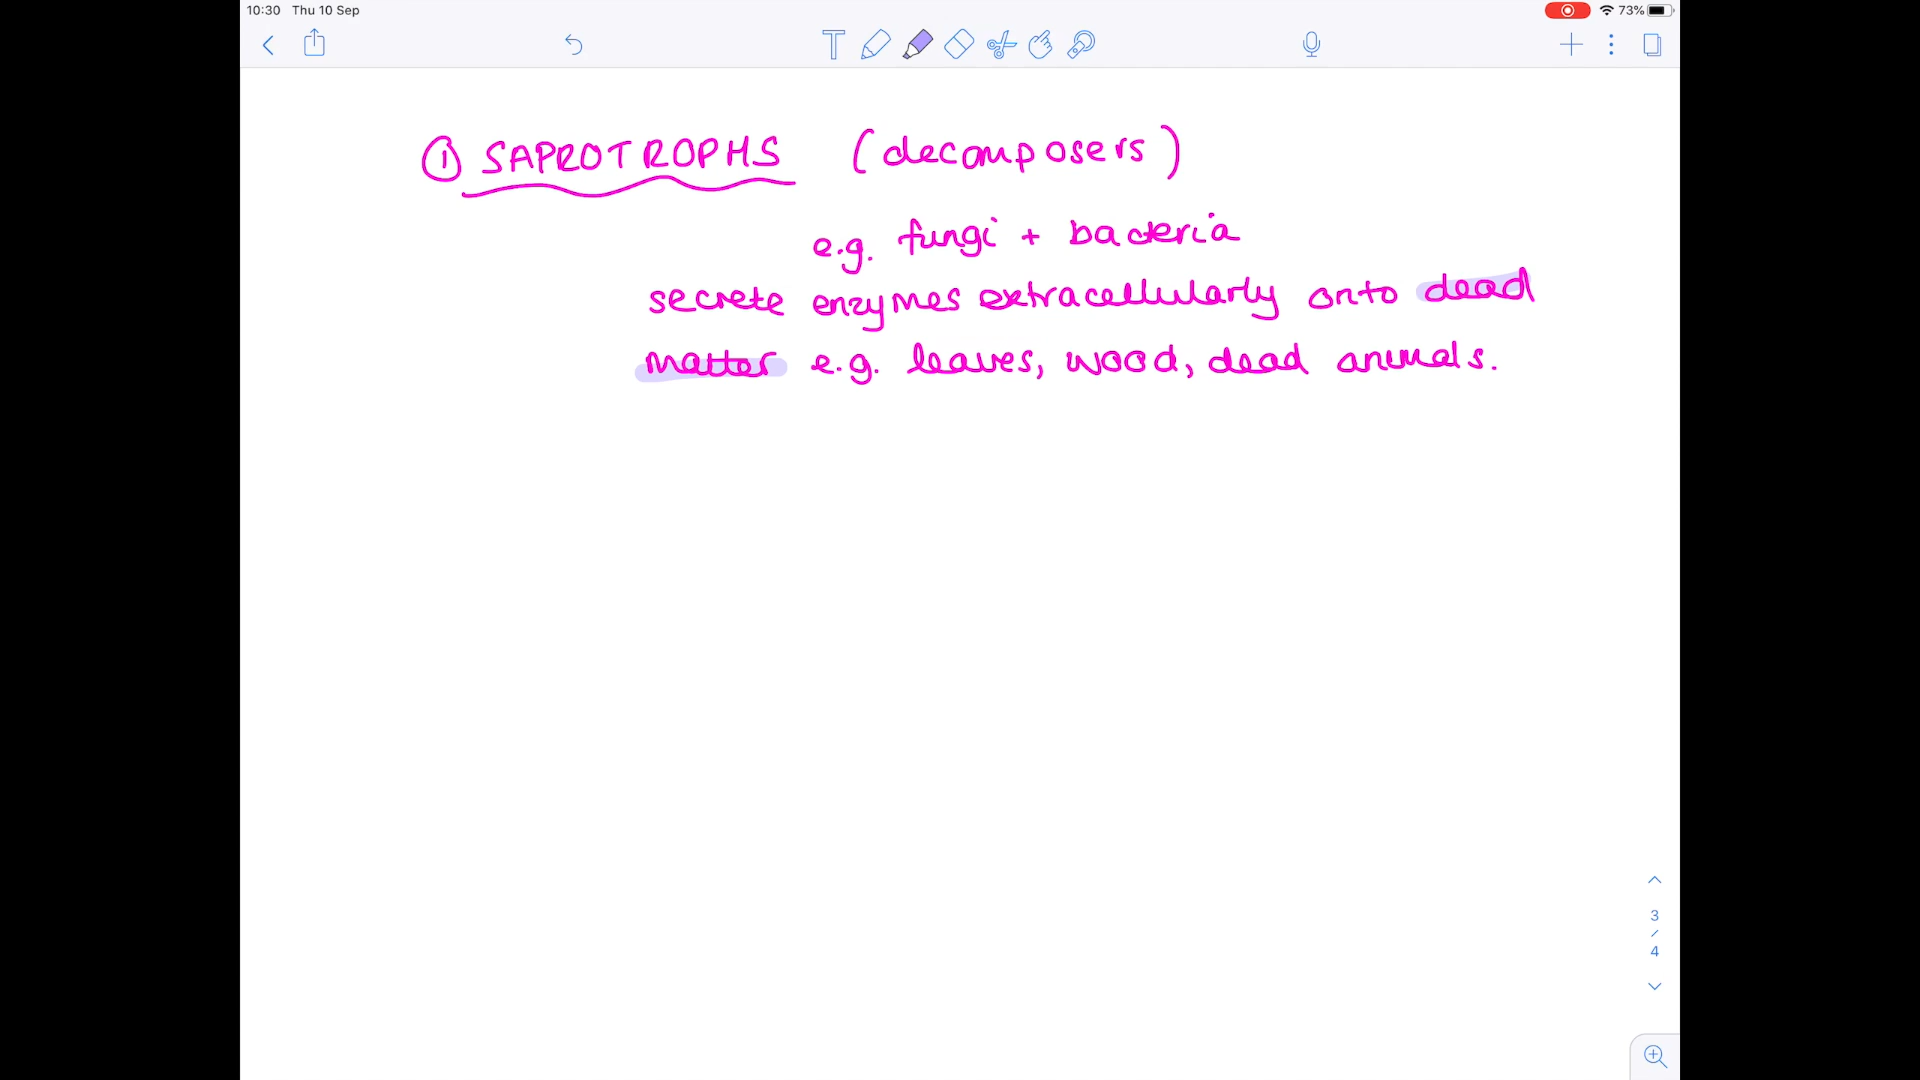 10:30 Thu 10 Sep
73%
① SAPROTROPHS (decomposers)
e.g. fungi + bacteria
secrete enzymes extracellularly onto dead
matter e.g. leaves, wood, dead animals.
3
/
4